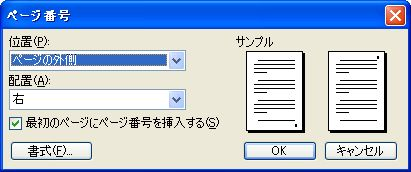 ページ番号
位置(P):
ページの外側
配置(A):
右
最初のページにページ番号を挿入する(S)
サンプル
書式(F)...
OK
キャンセル